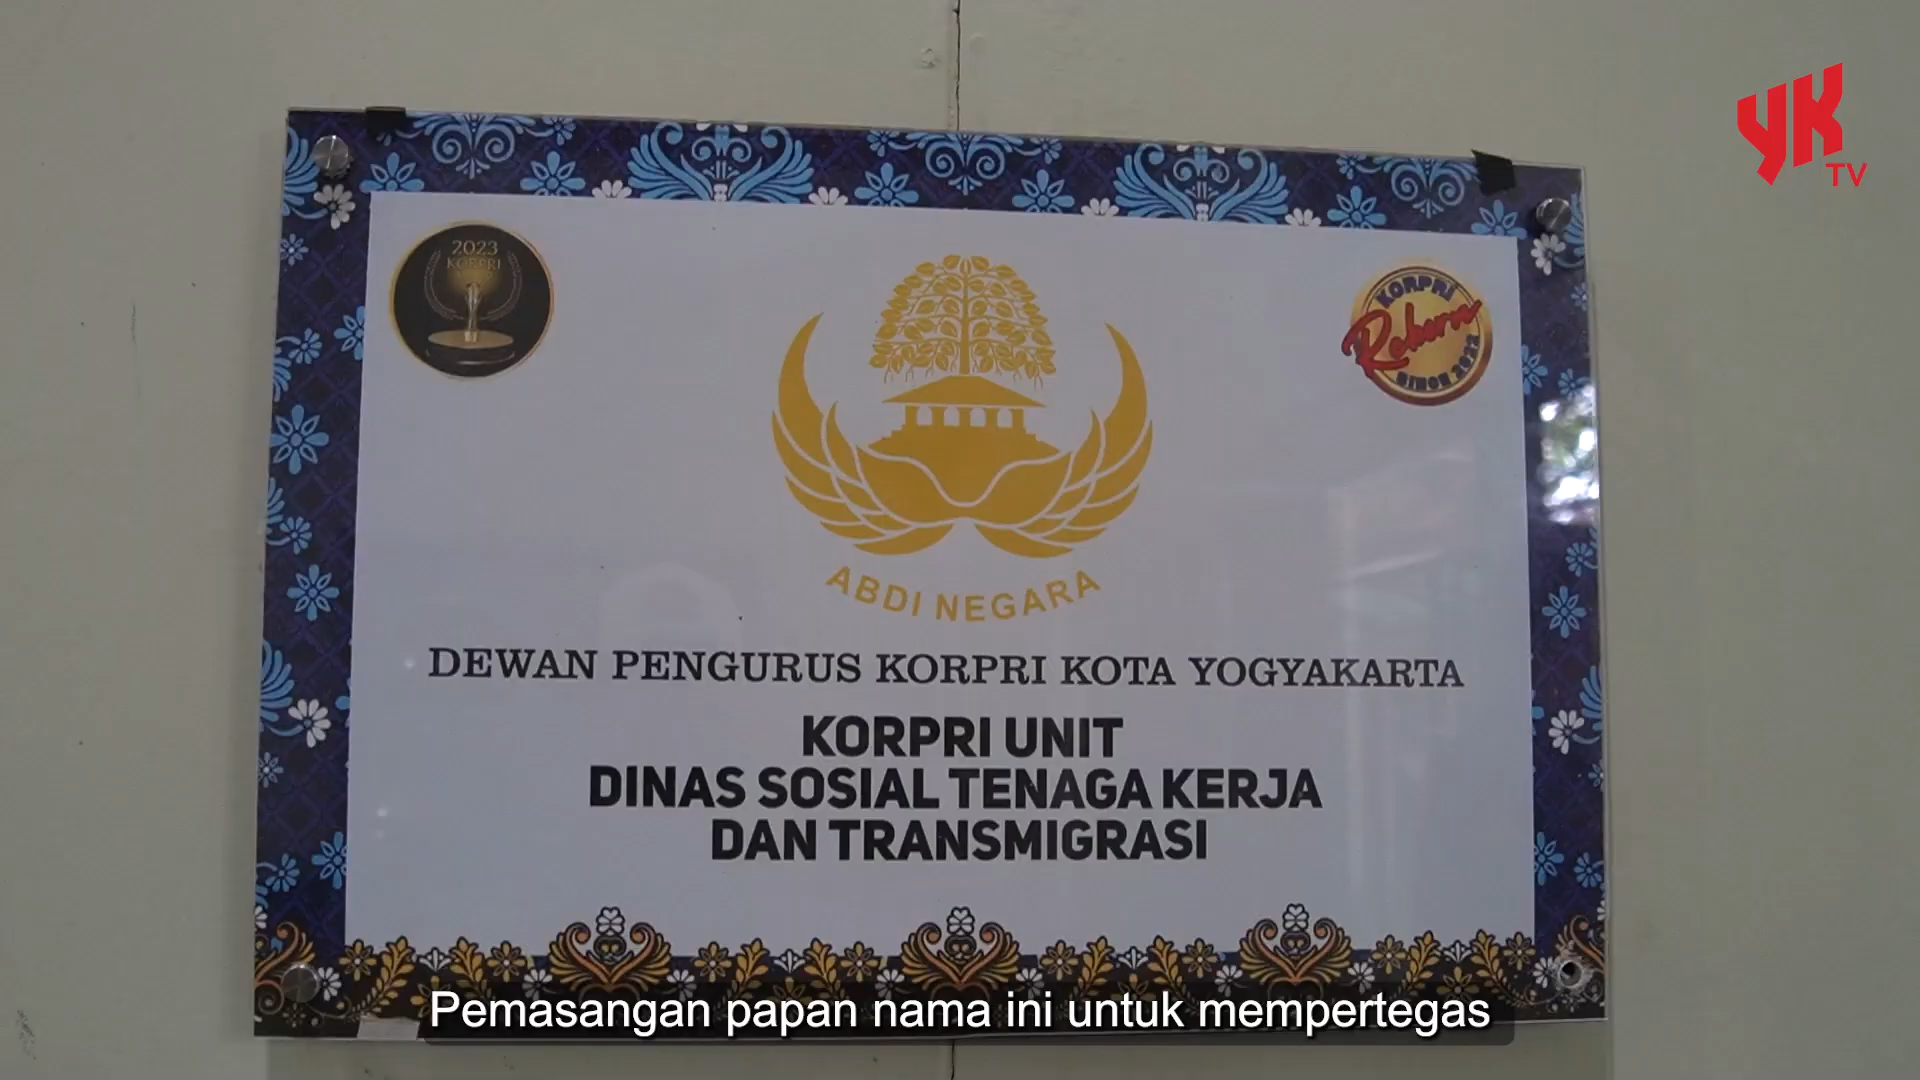 YK
TV
2023
KORPRI
KORPRI
Reborn
ABDI NEGARA
DEWAN PENGURUS KORPRI KOTA YOGYAKARTA
KORPRI UNIT
DINAS SOSIAL TENAGA KERJA
DAN TRANSMIGRASI
Pemasangan papan nama ini untuk mempertegas